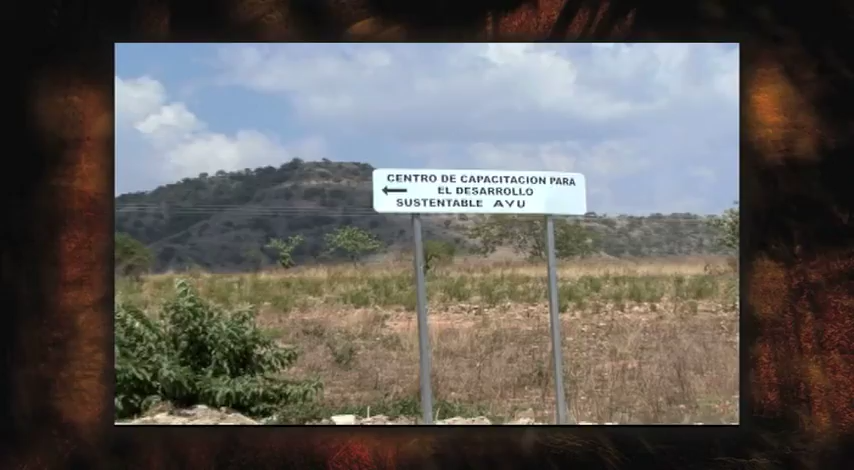 CENTRO DE CAPACITACION PARA
EL DESARROLLO
SUSTENTABLE AYU